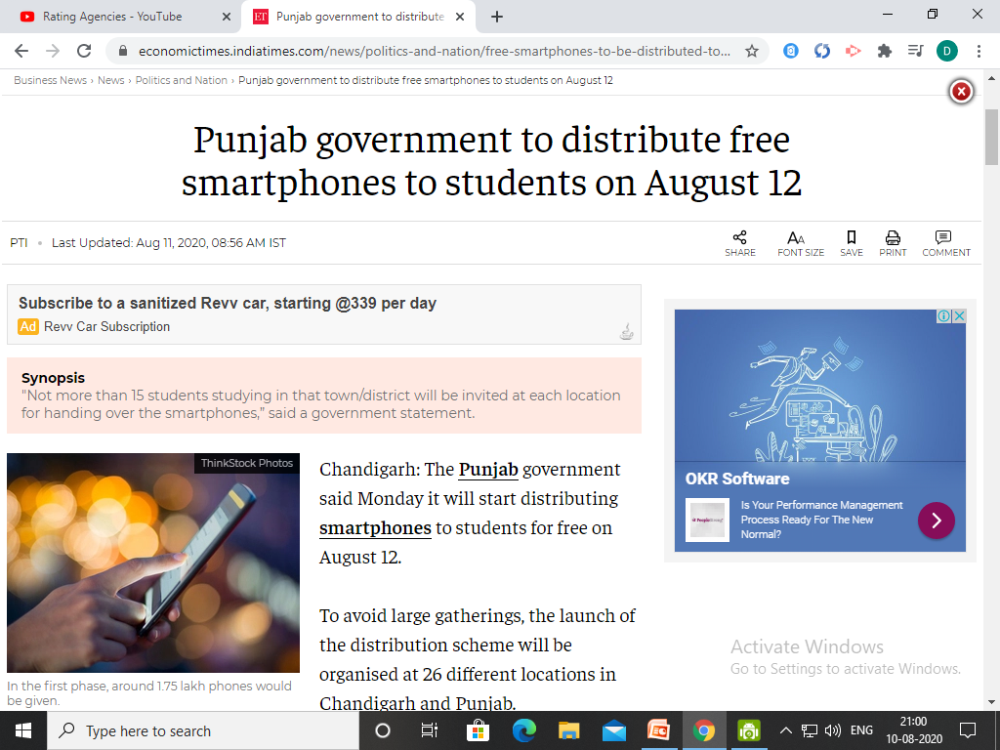 Rating Agencies - YouTube
ET Punjab government to distribute
economictimes.indiatimes.com/news/politics-and-nation/free-smartphones-to-be-distributed-to...
D
Business News › News › Politics and Nation › Punjab government to distribute free smartphones to students on August 12
Punjab government to distribute free
smartphones to students on August 12
PTI • Last Updated: Aug 11, 2020, 08:56 AM IST
SHARE
FONT SIZE
SAVE
PRINT
COMMENT
Subscribe to a sanitized Revv car, starting @339 per day
Ad Revv Car Subscription
Synopsis
"Not more than 15 students studying in that town/district will be invited at each location
for handing over the smartphones," said a government statement.
ThinkStock Photos
In the first phase, around 1.75 lakh phones would
be given.
Chandigarh: The Punjab government
said Monday it will start distributing
smartphones to students for free on
August 12.
To avoid large gatherings, the launch of
the distribution scheme will be
organised at 26 different locations in
Chandigarh and Punjab.
OKR Software
Is Your Performance Management
Process Ready For The New
Normal?
Activate Windows
Go to Settings to activate Windows.
Type here to search
ENG
21:00
10-08-2020